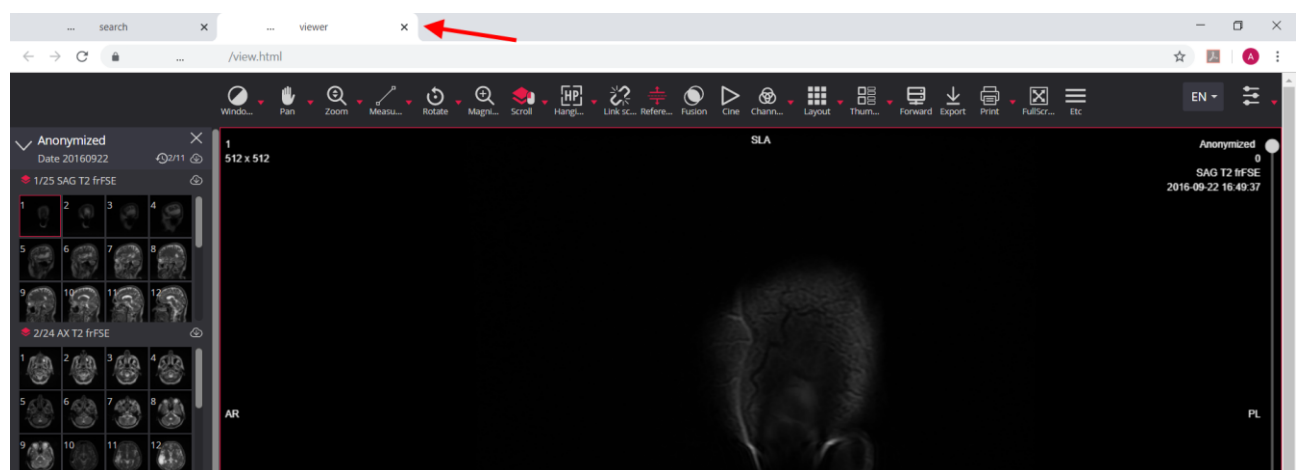 ... search ... viewer
... /view.html A
Windo... Pan Zoom Measu... Rotate Magni... Scroll HP Hangi... Link sc... Refere... Fusion Cine Chann... Layout Thum... Forward Export Print FullScr... Etc EN
Anonymized
Date 20160922 2/11
1/25 SAG T2 frFSE
1 2 3 4
5 6 7 8
9 10 11 12
2/24 AX T2 frFSE
1 2 3 4
5 6 7 8
9 10 11 12
1
512 x 512
SLA
Anonymized
0
SAG T2 frFSE
2016-09-22 16:49:37
AR
PL